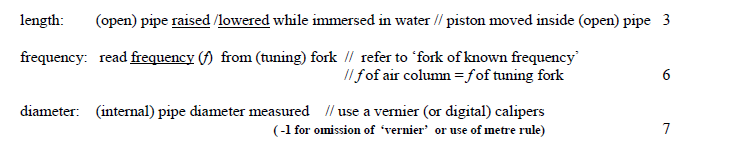 length: (open) pipe raised /lowered while immersed in water // piston moved inside (open) pipe 3
frequency: read frequency (f) from (tuning) fork // refer to ‘fork of known frequency’
// f of air column = f of tuning fork 6
diameter: (internal) pipe diameter measured // use a vernier (or digital) calipers
( -1 for omission of ‘vernier’ or use of metre rule) 7